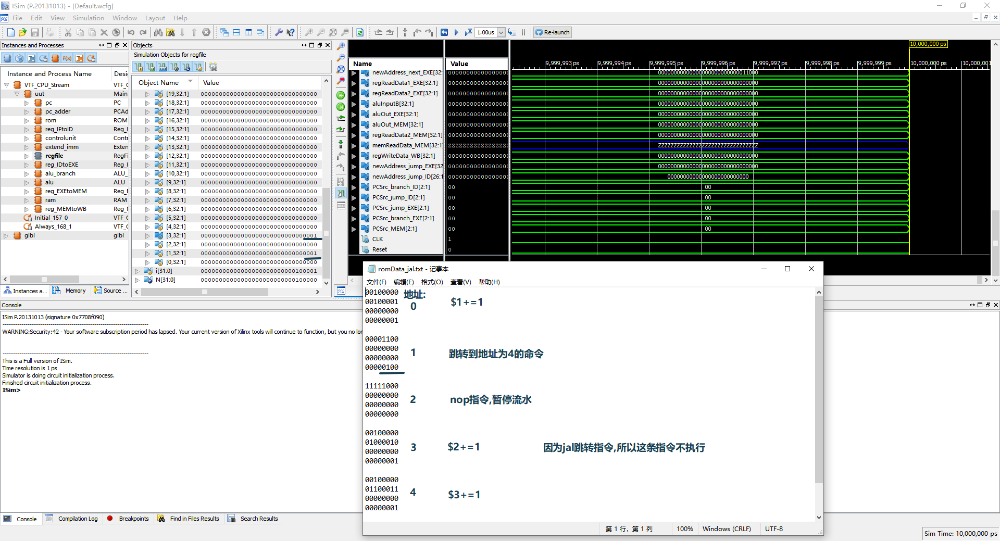 ISim (P.20131013) - [Default.wcfg]
File Edit View Simulation Window Layout Help
1.00us Re-launch
Instances and Processes
Instance and Process Name Desi
VTF_CPU_Stream VTF_C
uut Main
pc PC
pc_adder PCAd
rom ROM
reg_IFtoID Reg_I
controlunit Contr
extend_imm Exten
regfile RegFi
reg_IDtoEXE Reg_I
alu_branch ALU_
alu ALU
reg_EXEtoMEM Reg_E
ram RAM
reg_MEMtoWB Reg_M
Initial_157_0 VTF_C
Always_168_1 VTF_C
glbl glbl
Instances a... Memory Source ...
Objects
Simulation Objects for regfile
Object Name Value
[19,32:1] 00000000000000000000000000000000
[18,32:1] 00000000000000000000000000000000
[17,32:1] 00000000000000000000000000000000
[16,32:1] 00000000000000000000000000000000
[15,32:1] 00000000000000000000000000000000
[14,32:1] 00000000000000000000000000000000
[13,32:1] 00000000000000000000000000000000
[12,32:1] 00000000000000000000000000000000
[11,32:1] 00000000000000000000000000000000
[10,32:1] 00000000000000000000000000000000
[9,32:1] 00000000000000000000000000000000
[8,32:1] 00000000000000000000000000000000
[7,32:1] 00000000000000000000000000000000
[6,32:1] 00000000000000000000000000000000
[5,32:1] 00000000000000000000000000000000
[4,32:1] 00000000000000000000000000000000
[3,32:1] 00000000000000000000000000000001
[2,32:1] 00000000000000000000000000000000
[1,32:1] 00000000000000000000000000000001
[0,32:1] 00000000000000000000000000000000
i[31:0] 00000000000000000000000000100001
N[31:0] 00000000000000000000000000100000
Name Value
newAddress_next_EXE[32: 0000000000000000000 00000000000000000000000000011000
regReadData1_EXE[32:1] 0000000000000000000 00000000000000000000000000000000
regReadData2_EXE[32:1] 0000000000000000000 00000000000000000000000000000000
aluInputB[32:1] 0000000000000000000 00000000000000000000000000000000
aluOut_EXE[32:1] 0000000000000000000 00000000000000000000000000000000
aluOut_MEM[32:1] 0000000000000000000 00000000000000000000000000000000
regReadData2_MEM[32:1] 0000000000000000000 00000000000000000000000000000000
memReadData_MEM[32:1] ZZZZZZZZZZZZZZZZZZZ ZZZZZZZZZZZZZZZZZZZZZZZZZZZZZZZZ
regWriteData_WB[32:1] 0000000000000000000 00000000000000000000000000000000
newAddress_jump_EXE[32 0000000000000000000 00000000000000000000000000000000
newAddress_jump_ID[26:1 0000000000000000000 00000000000000000000000000
PCSrc_branch_ID[2:1] 00 00
PCSrc_jump_ID[2:1] 00 00
PCSrc_jump_EXE[2:1] 00 00
PCSrc_branch_EXE[2:1] 00 00
PCSrc_MEM[2:1] 00 00
CLK 1
Reset 0
10,000,000 ps
9,999,993 ps 9,999,994 ps 9,999,995 ps 9,999,996 ps 9,999,997 ps 9,999,998 ps 9,999,999 ps 10,000,000 ps 10,000,001
Console
ISim P.20131013 (signature 0x7708f090)
WARNING:Security:42 - Your software subscription period has lapsed. Your current version of Xilinx tools will continue to function, but you no lon
This is a Full version of ISim.
Time resolution is 1 ps
Simulator is doing circuit initialization process.
Finished circuit initialization process.
ISim>
Console Compilation Log Breakpoints Find in Files Results Search Results
romData_jal.txt - 记事本
文件(F) 编辑(E) 格式(O) 查看(V) 帮助(H)
地址:
00100000
00100001 0 $1+=1
00000000
00000001
00001100
00000000 1 跳转到地址为4的命令
00000000
00000100
11111000
00000000 2 nop指令,暂停流水
00000000
00000000
00100000
01000010 3 $2+=1 因为jal跳转指令,所以这条指令不执行
00000000
00000001
00100000
01100011 4 $3+=1
00000000
00000001
第 1 行，第 1 列 100% Windows (CRLF) UTF-8
Sim Time: 10,000,000 ps